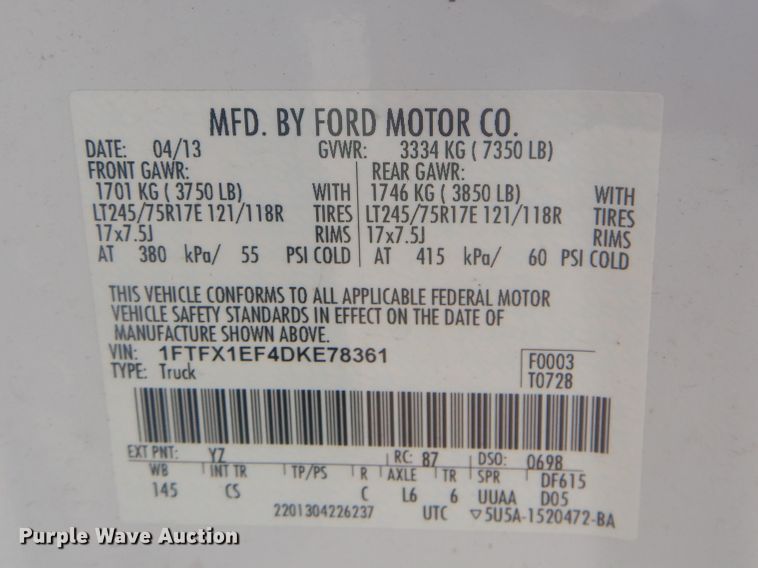 MFD. BY FORD MOTOR CO.
DATE: 04/13 GVWR: 3334 KG ( 7350 LB)
FRONT GAWR: REAR GAWR:
1701 KG ( 3750 LB) WITH 1746 KG ( 3850 LB) WITH
LT245/75R17E 121/118R TIRES LT245/75R17E 121/118R TIRES
17x7.5J RIMS 17x7.5J RIMS
AT 380 kPa/ 55 PSI COLD AT 415 kPa/ 60 PSI COLD
THIS VEHICLE CONFORMS TO ALL APPLICABLE FEDERAL MOTOR
VEHICLE SAFETY STANDARDS IN EFFECT ON THE DATE OF
MANUFACTURE SHOWN ABOVE.
VIN: 1FTFX1EF4DKE78361 F0003
TYPE: Truck T0728
EXT PNT: YZ RC: 87 DSO: 0698
WB INT TR TP/PS R AXLE TR SPR DF615
145 CS C L6 6 UUAA D05
2201304226237 UTC ▽5U5A-1520472-BA
Purple Wave Auction